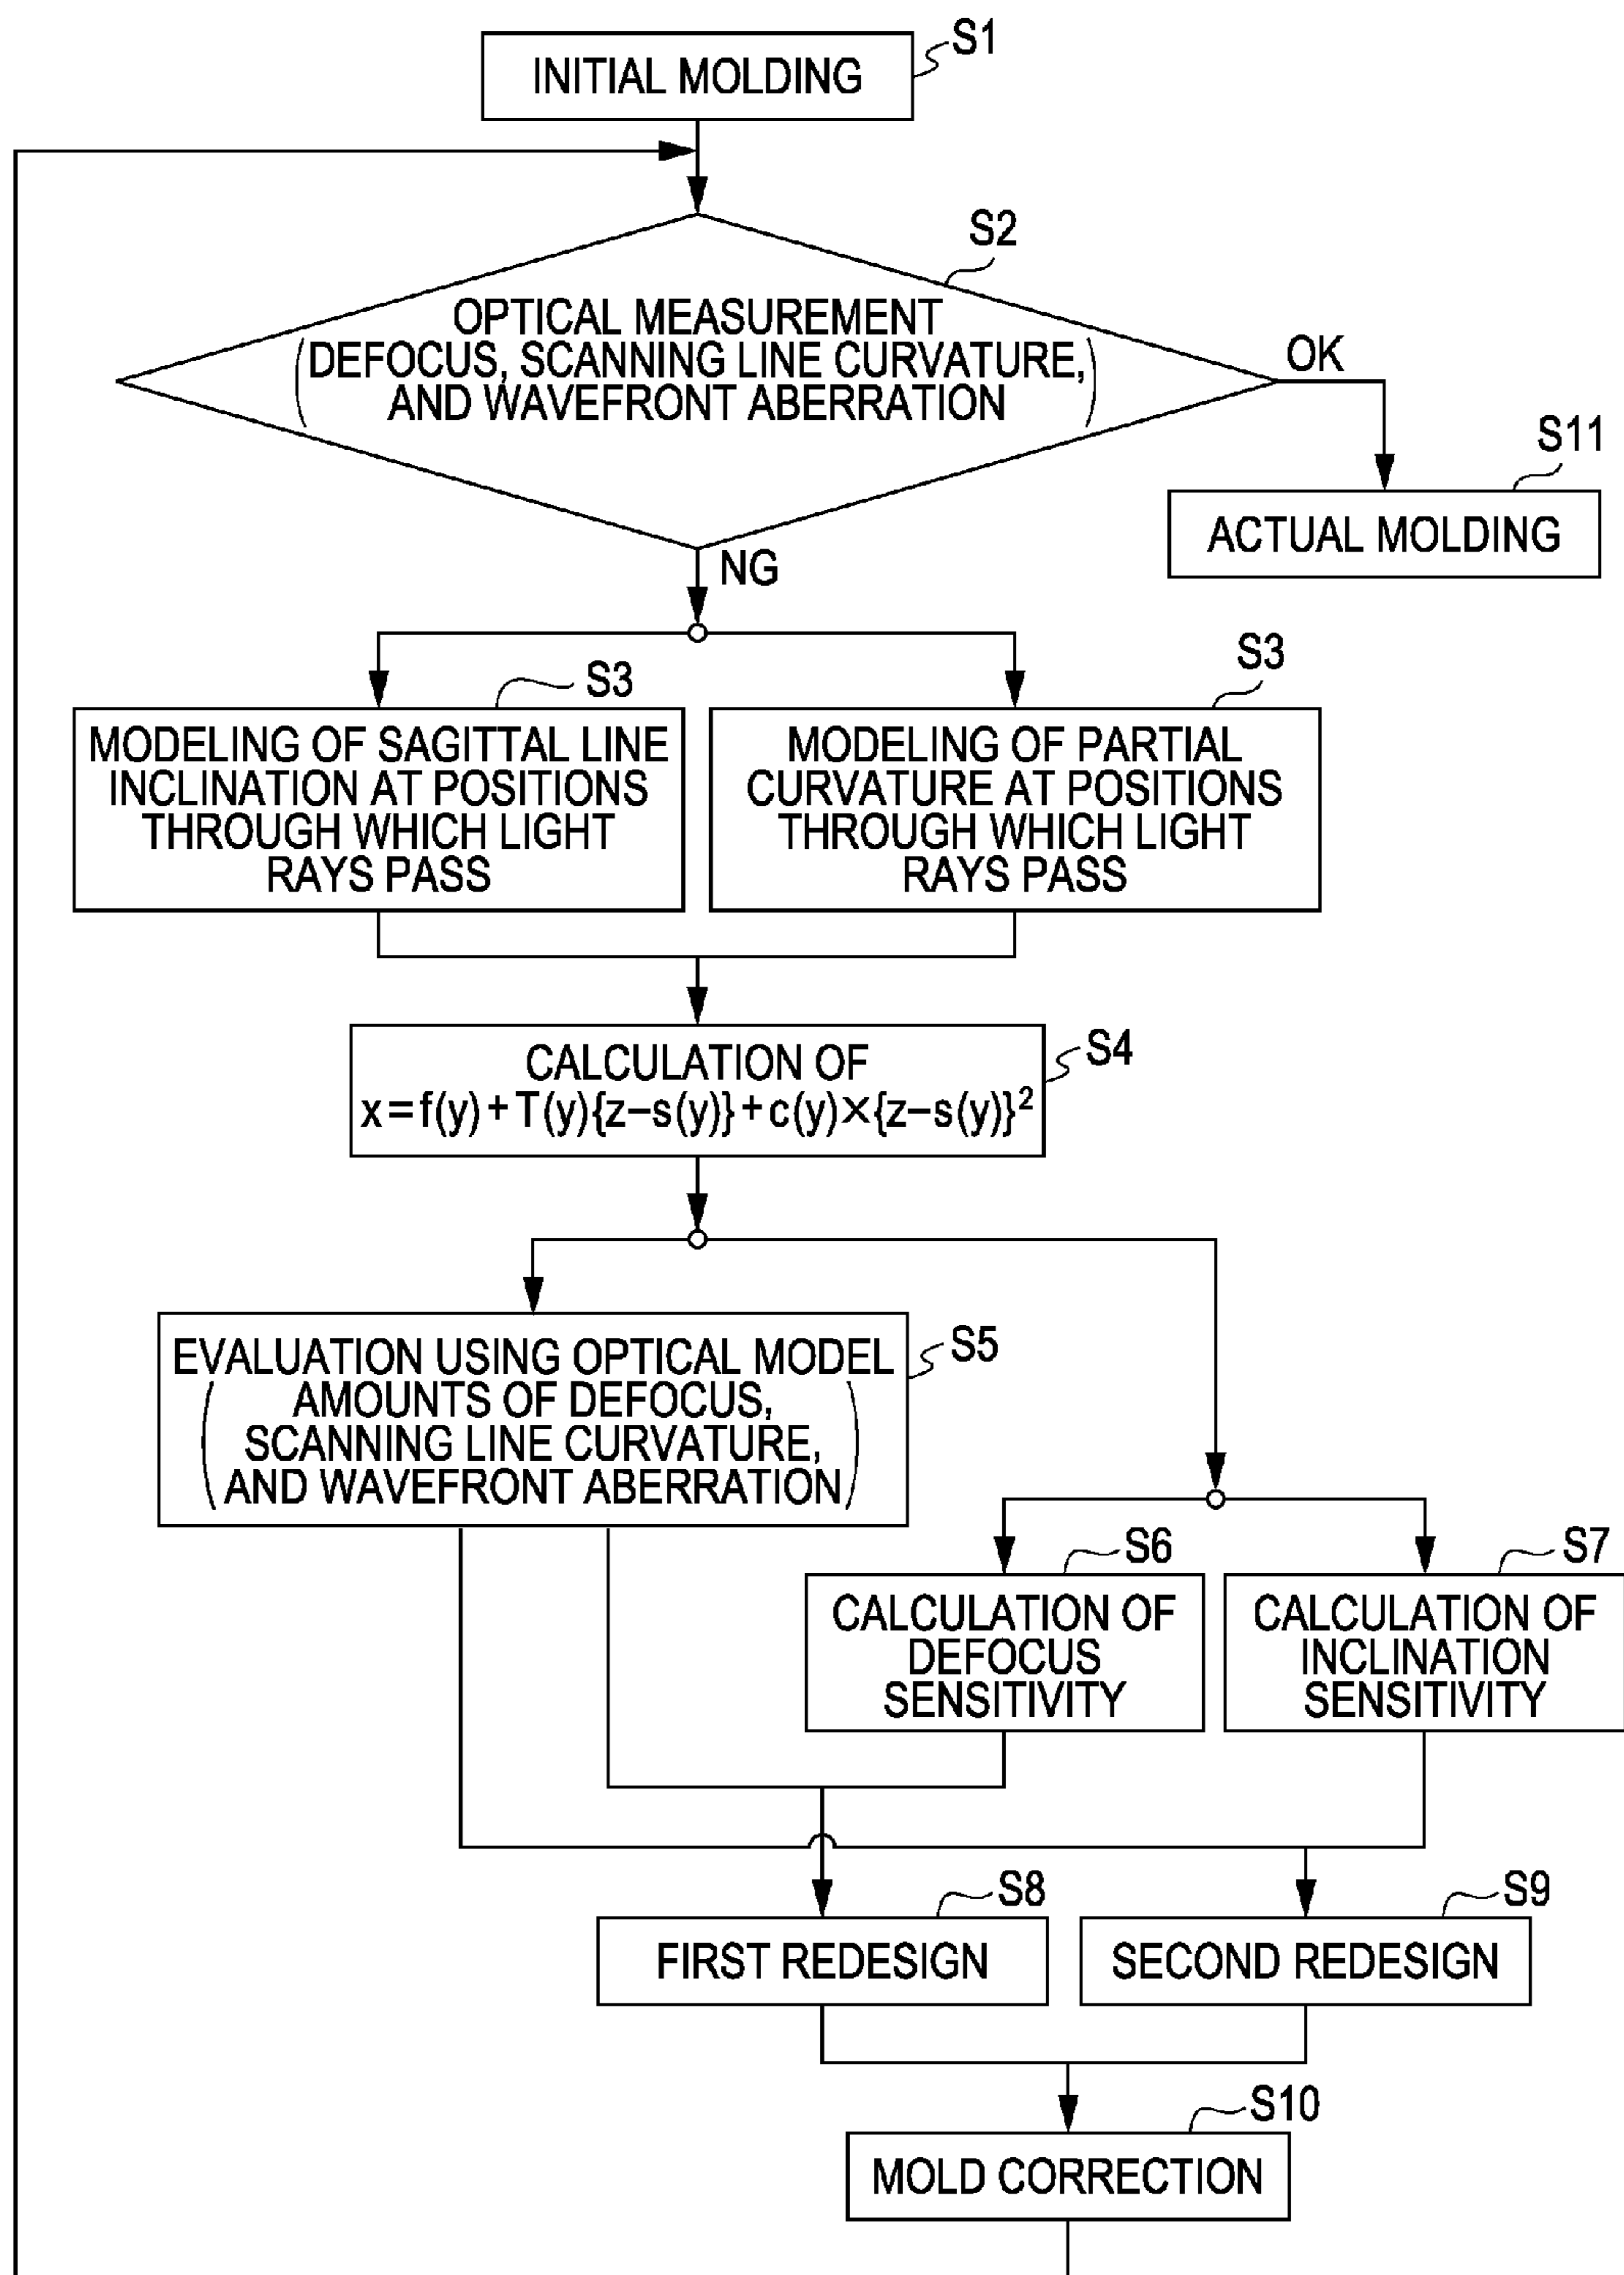 S1
INITIAL MOLDING
S2
OPTICAL MEASUREMENT
(DEFOCUS, SCANNING LINE CURVATURE,
AND WAVEFRONT ABERRATION)
OK
S11
ACTUAL MOLDING
NG
S3
MODELING OF SAGITTAL LINE
INCLINATION AT POSITIONS
THROUGH WHICH LIGHT
RAYS PASS
S3
MODELING OF PARTIAL
CURVATURE AT POSITIONS
THROUGH WHICH LIGHT
RAYS PASS
S4
CALCULATION OF
x=f(y)+T(y){z-s(y)}+c(y)×{z-s(y)}²
S5
EVALUATION USING OPTICAL MODEL
(AMOUNTS OF DEFOCUS,
SCANNING LINE CURVATURE,
AND WAVEFRONT ABERRATION)
S6
CALCULATION OF
DEFOCUS
SENSITIVITY
S7
CALCULATION OF
INCLINATION
SENSITIVITY
S8
FIRST REDESIGN
S9
SECOND REDESIGN
S10
MOLD CORRECTION